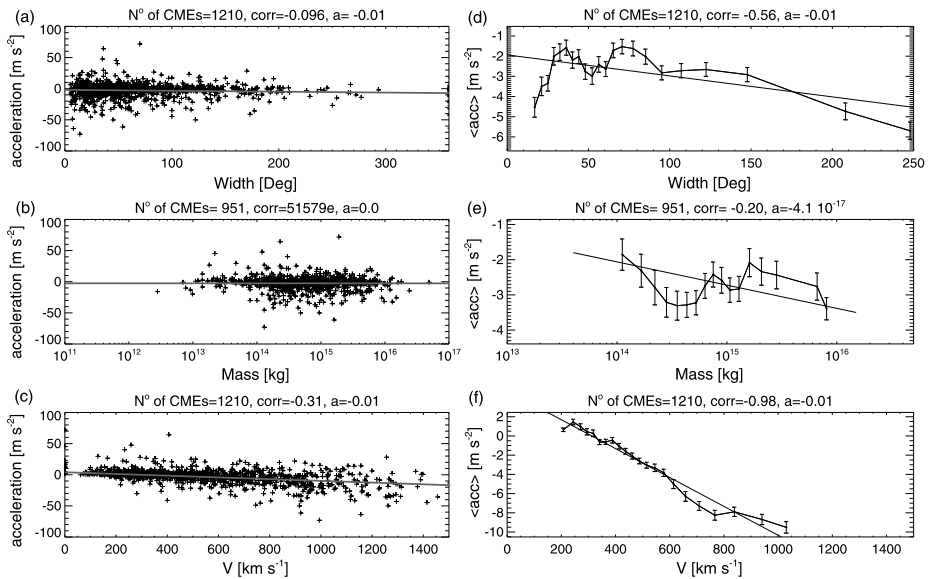 (a) Nº of CMEs=1210, corr=-0.096, a= -0.01
acceleration [m s⁻²]
100
50
0
-50
-100
0 100 200 300
Width [Deg]
(d) Nº of CMEs=1210, corr= -0.56, a= -0.01
<acc> [m s⁻²]
-1
-2
-3
-4
-5
-6
0 50 100 150 200 250
Width [Deg]
(b) Nº of CMEs= 951, corr=51579e, a=0.0
acceleration [m s⁻²]
100
50
0
-50
-100
10¹¹ 10¹² 10¹³ 10¹⁴ 10¹⁵ 10¹⁶ 10¹⁷
Mass [kg]
(e) Nº of CMEs= 951, corr= -0.20, a=-4.1 10⁻¹⁷
<acc> [m s⁻²]
-1
-2
-3
-4
10¹³ 10¹⁴ 10¹⁵ 10¹⁶
Mass [kg]
(c) Nº of CMEs=1210, corr=-0.31, a=-0.01
acceleration [m s⁻²]
100
50
0
-50
-100
0 200 400 600 800 1000 1200 1400
V [km s⁻¹]
(f) Nº of CMEs=1210, corr=-0.98, a=-0.01
<acc> [m s⁻²]
2
0
-2
-4
-6
-8
-10
0 200 400 600 800 1000 1200 1400
V [km s⁻¹]